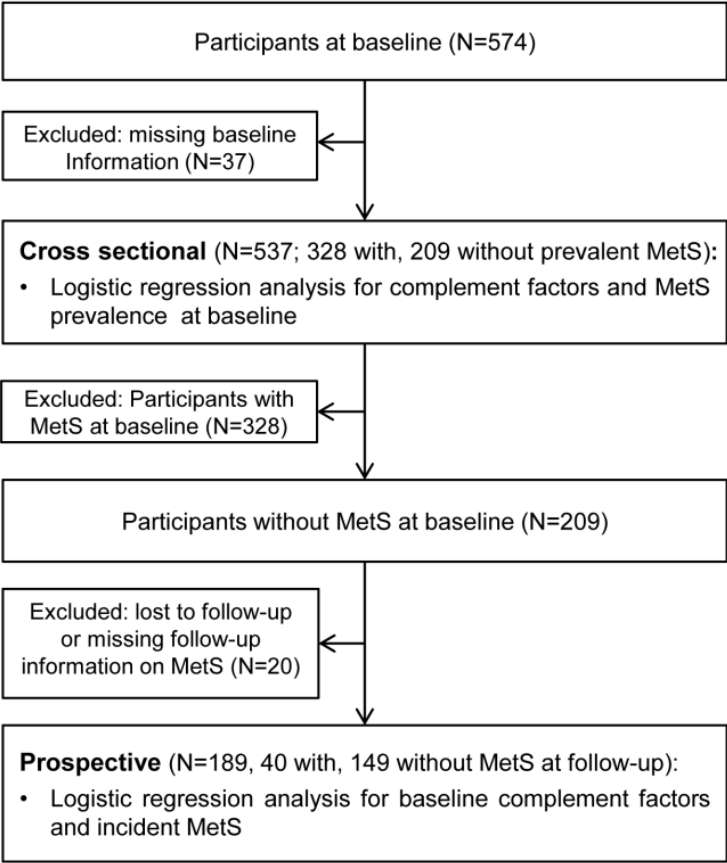 Participants at baseline (N=574)
Excluded: missing baseline
Information (N=37)
Cross sectional (N=537; 328 with, 209 without prevalent MetS):
• Logistic regression analysis for complement factors and MetS
prevalence at baseline
Excluded: Participants with
MetS at baseline (N=328)
Participants without MetS at baseline (N=209)
Excluded: lost to follow-up
or missing follow-up
information on MetS (N=20)
Prospective (N=189, 40 with, 149 without MetS at follow-up):
• Logistic regression analysis for baseline complement factors
and incident MetS